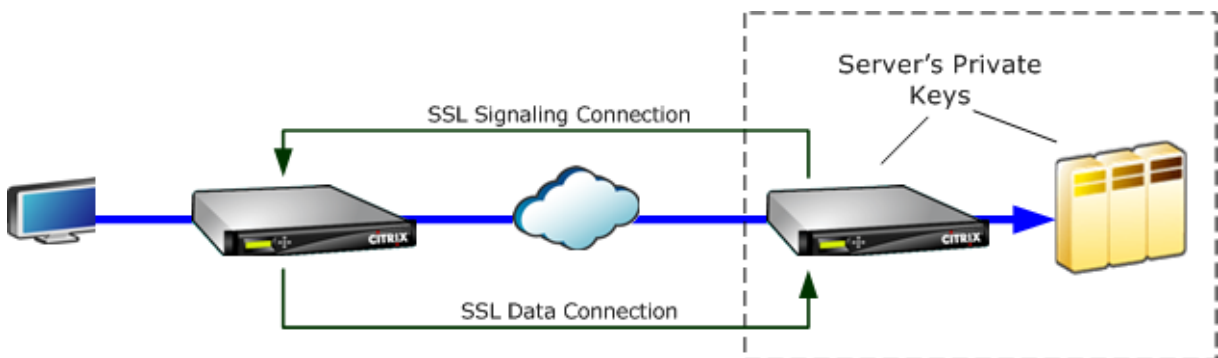 Server's Private
Keys
SSL Signaling Connection
CITRIX
CITRIX
SSL Data Connection